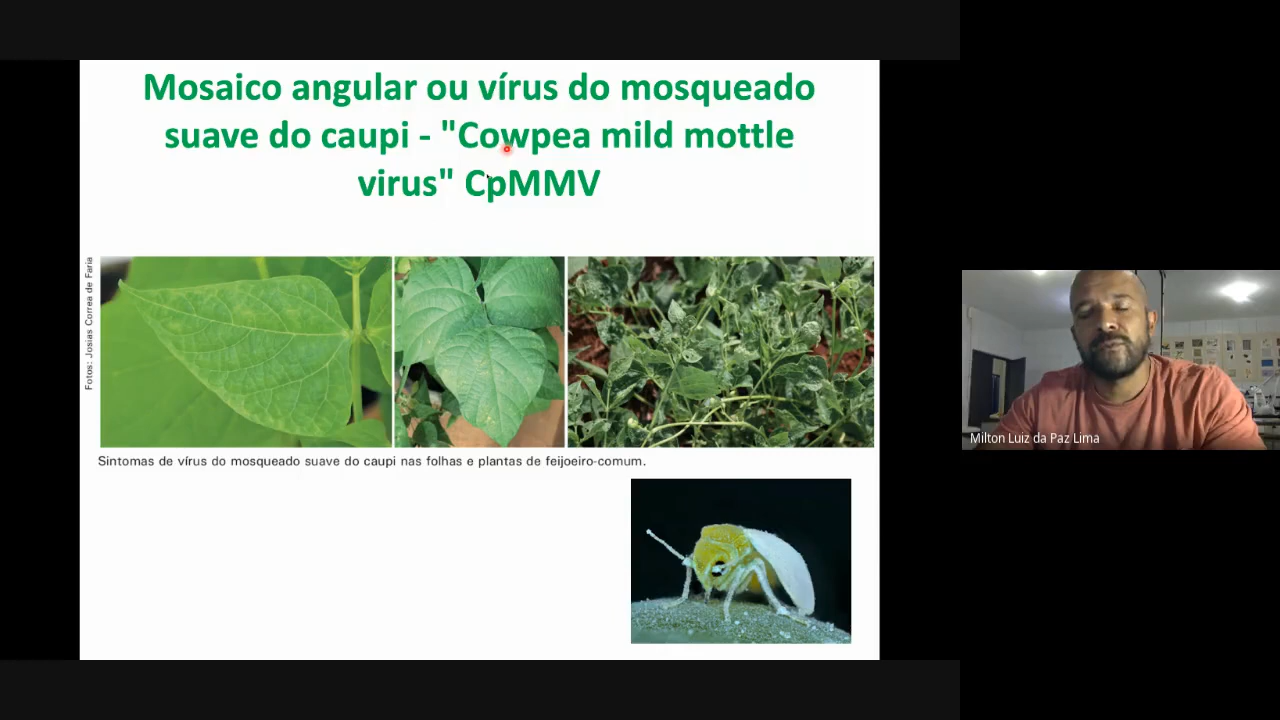 Mosaico angular ou vírus do mosqueado
suave do caupi - "Cowpea mild mottle
virus" CpMMV
Fotos: Josias Correa de Faria
Sintomas de vírus do mosqueado suave do caupi nas folhas e plantas de feijoeiro-comum.
Milton Luiz da Paz Lima